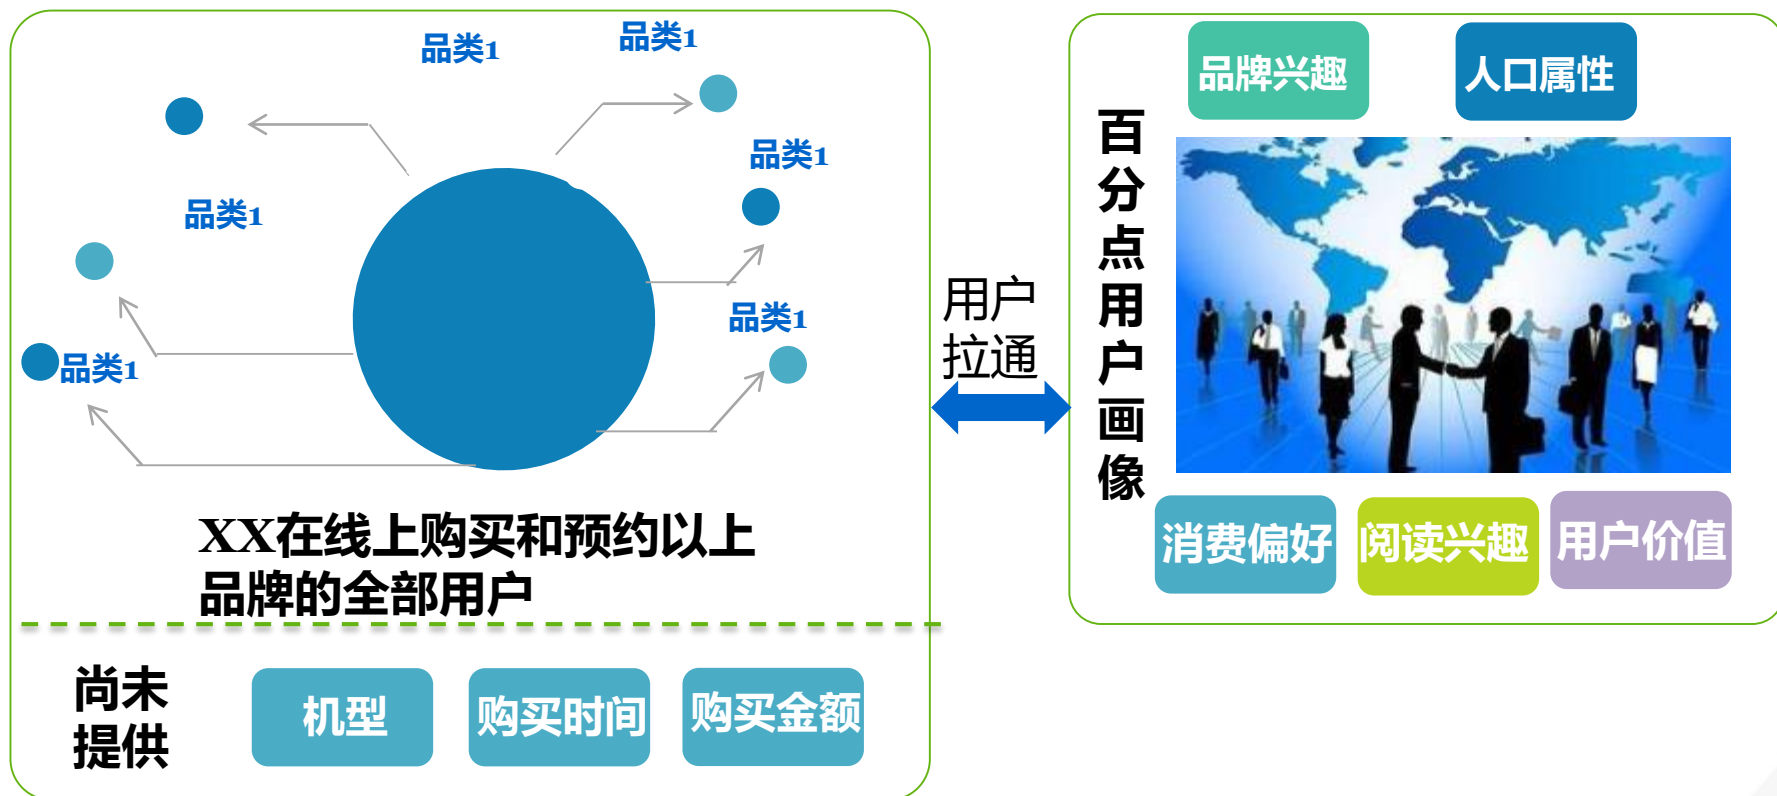 品类1
品类1
品类1
品类1
品类1
品类1
XX在线上购买和预约以上
品牌的全部用户
尚未
提供
机型
购买时间
购买金额
用户
拉通
百分点用户画像
品牌兴趣
人口属性
消费偏好
阅读兴趣
用户价值